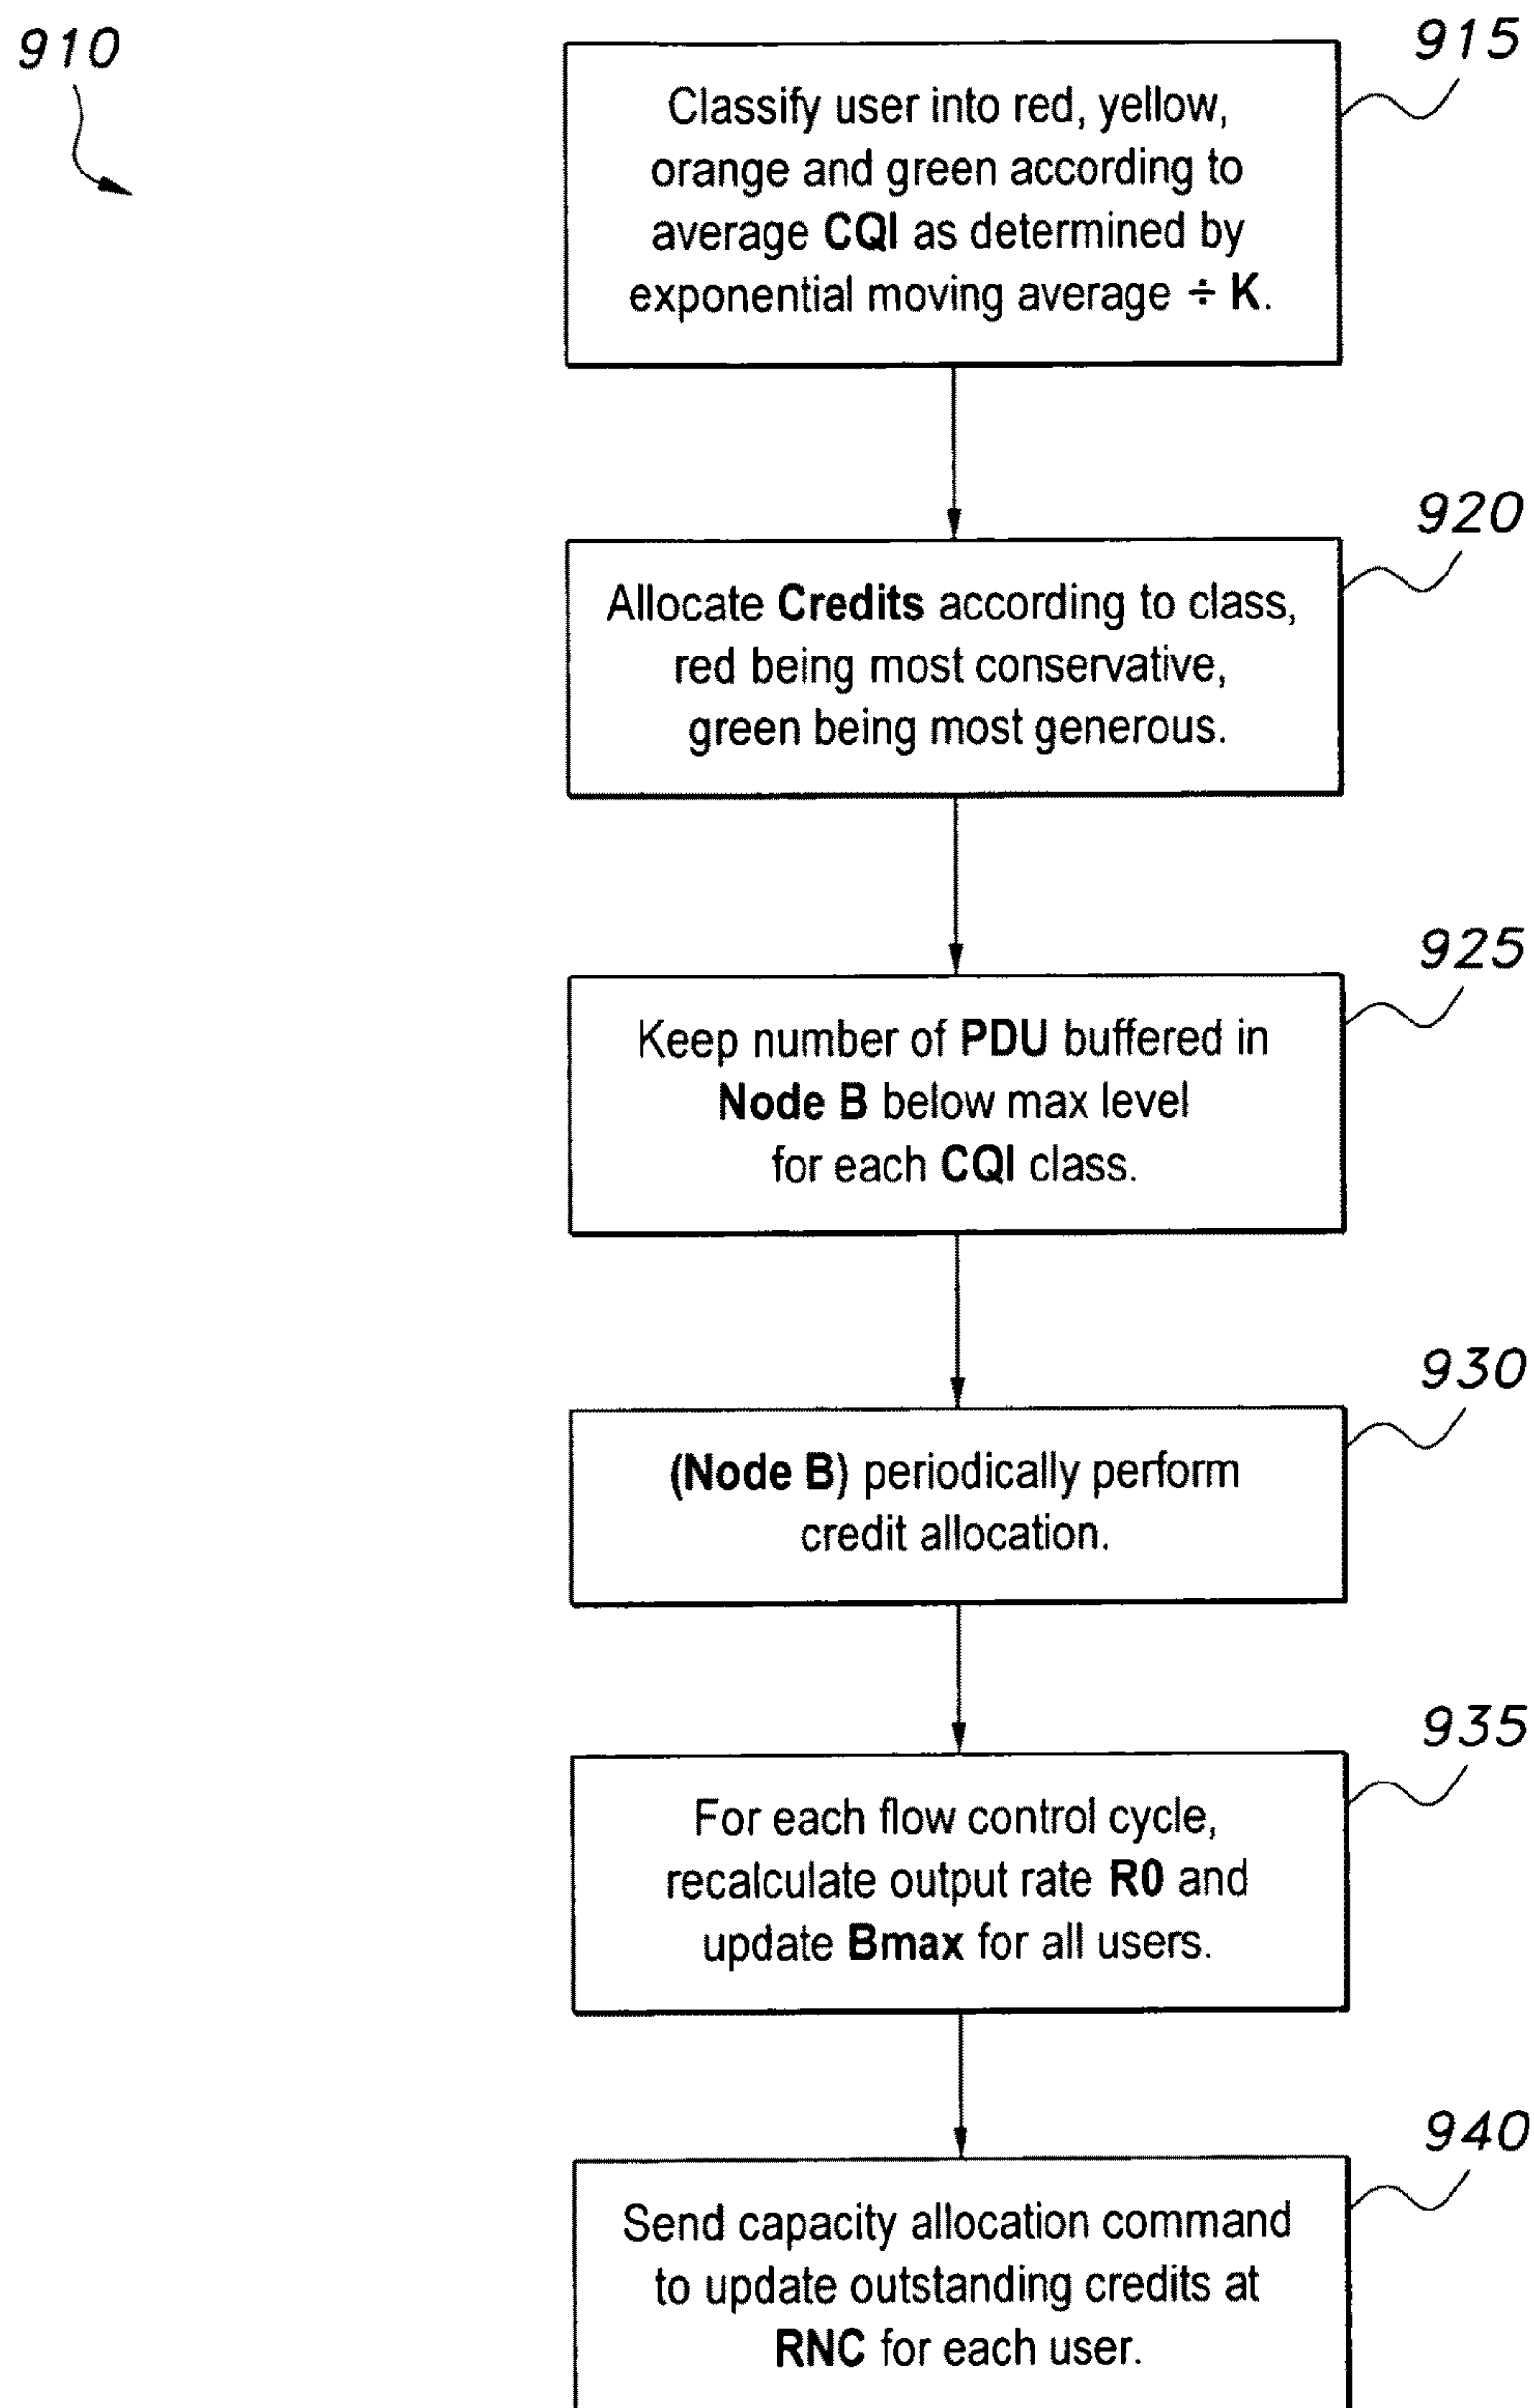 910
915
Classify user into red, yellow,
orange and green according to
average CQI as determined by
exponential moving average ÷ K.
920
Allocate Credits according to class,
red being most conservative,
green being most generous.
925
Keep number of PDU buffered in
Node B below max level
for each CQI class.
930
(Node B) periodically perform
credit allocation.
935
For each flow control cycle,
recalculate output rate R0 and
update Bmax for all users.
940
Send capacity allocation command
to update outstanding credits at
RNC for each user.